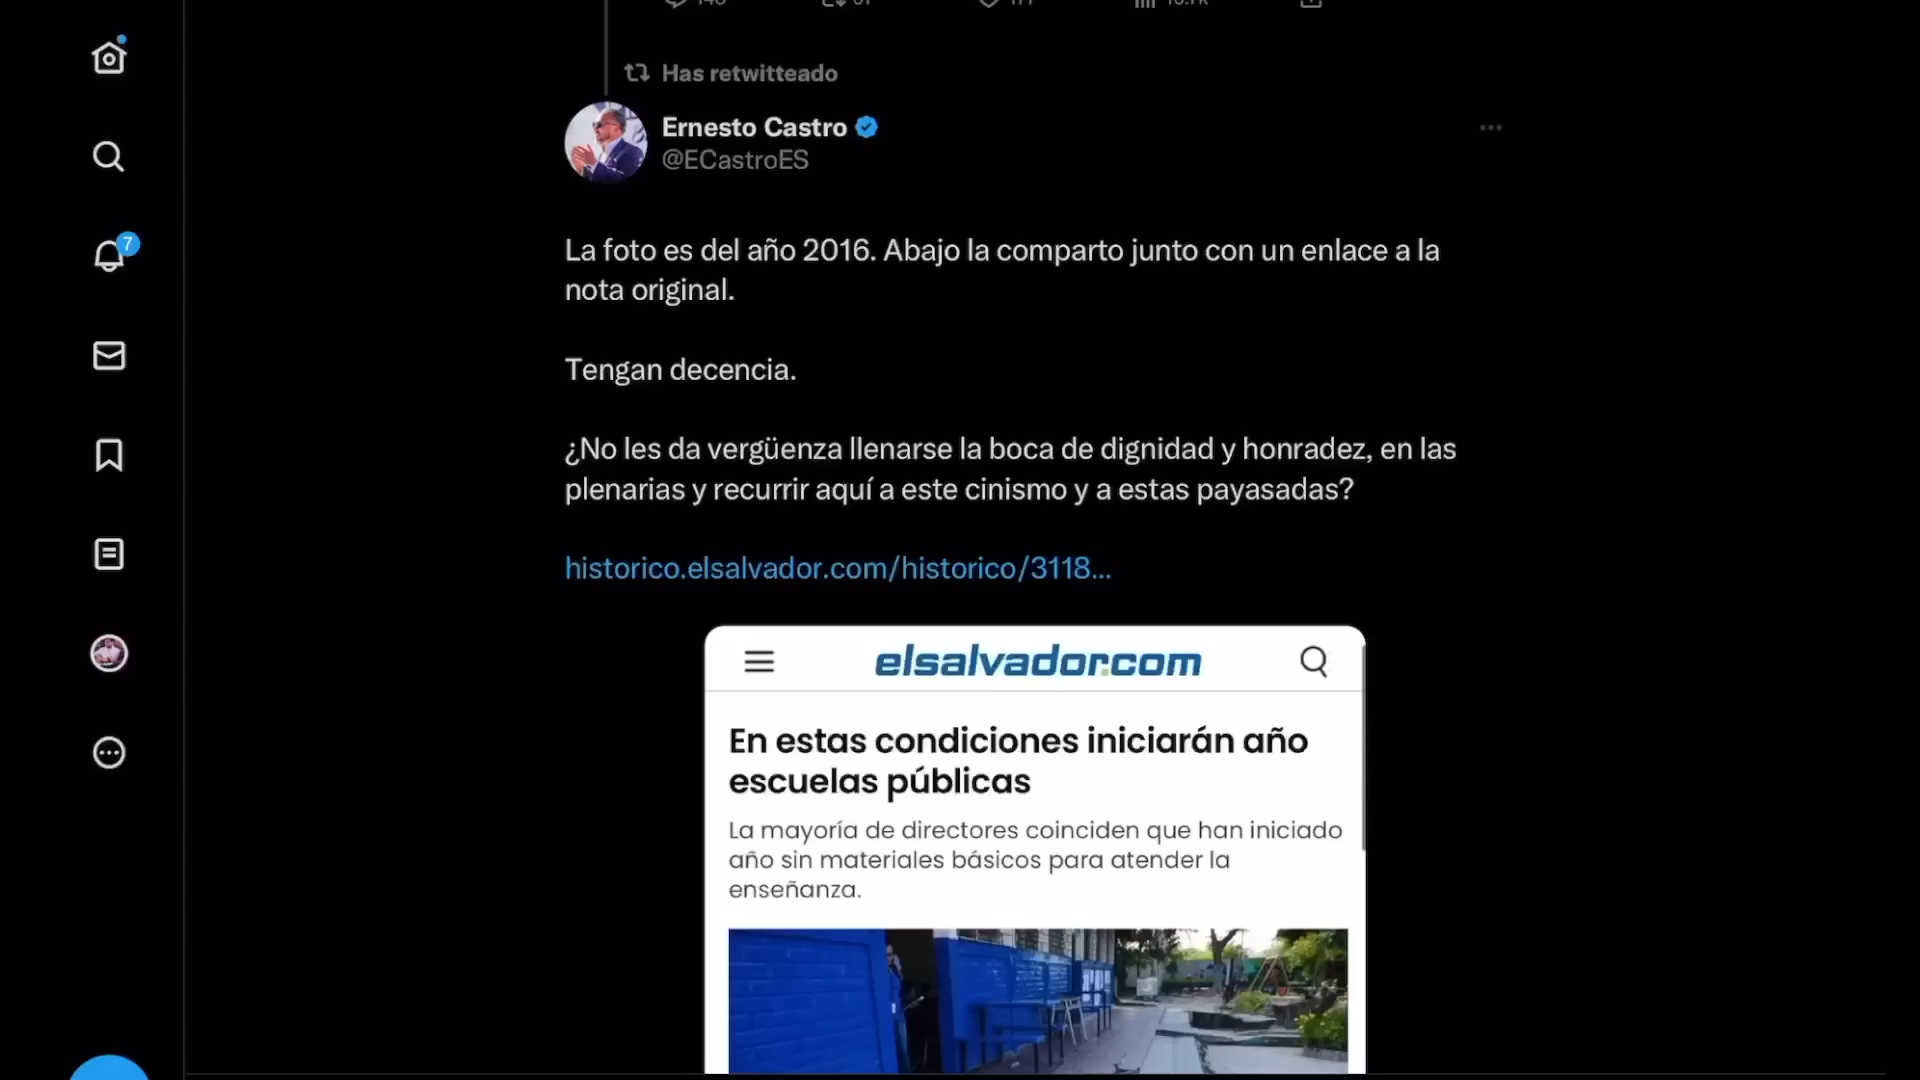 Has retwitteado
Ernesto Castro
@ECastroES
7
La foto es del año 2016. Abajo la comparto junto con un enlace a la
nota original.
Tengan decencia.
¿No les da vergüenza llenarse la boca de dignidad y honradez, en las
plenarias y recurrir aquí a este cinismo y a estas payasadas?
historico.elsalvador.com/historico/3118...
elsalvador.com
En estas condiciones iniciarán año
escuelas públicas
La mayoría de directores coinciden que han iniciado
año sin materiales básicos para atender la
enseñanza.